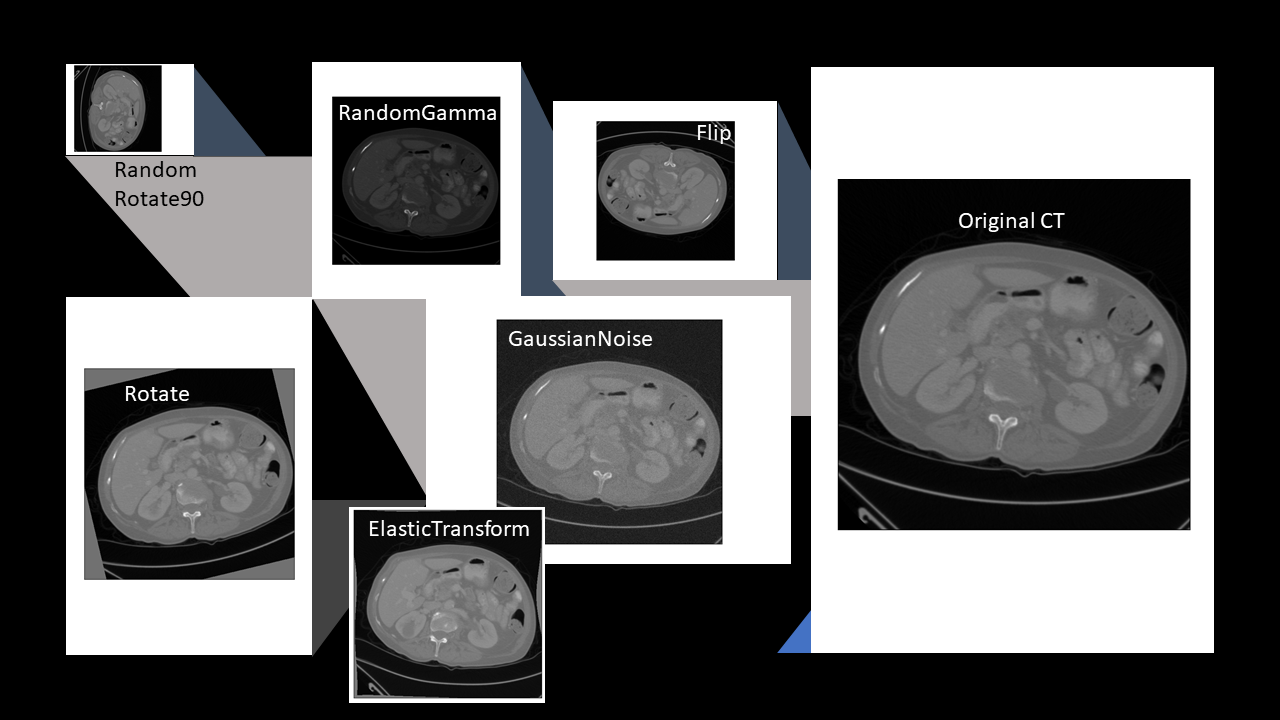 Random
Rotate90
RandomGamma
Flip
Original CT
Rotate
GaussianNoise
ElasticTransform